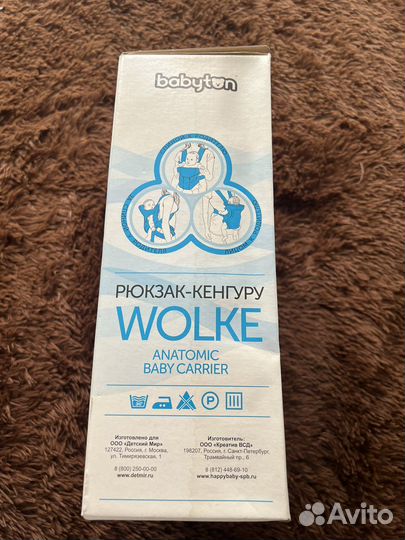 babyton
РЮКЗАК-КЕНГУРУ
WOLKE
ANATOMIC
BABY CARRIER
P
Изготовлено для
ООО «Детский Мир»
127422, Россия, г. Москва,
ул. Тимирязевская, 1
8 (800) 250-00-00
www.detmir.ru
Изготовитель:
ООО «Креатив ВСД»
198207, Россия, г. Санкт-Петербург,
Трамвайный пр., 6
8 (812) 448-69-10
www.happybaby-spb.ru
Avito